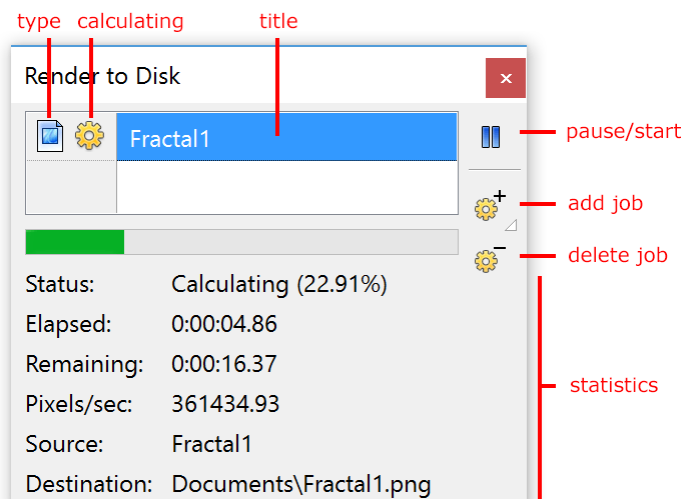 type calculating title
Render to Disk
Fractal1
pause/start
add job
delete job
Status: Calculating (22.91%)
Elapsed: 0:00:04.86
Remaining: 0:00:16.37
Pixels/sec: 361434.93
statistics
Source: Fractal1
Destination: Documents\Fractal1.png